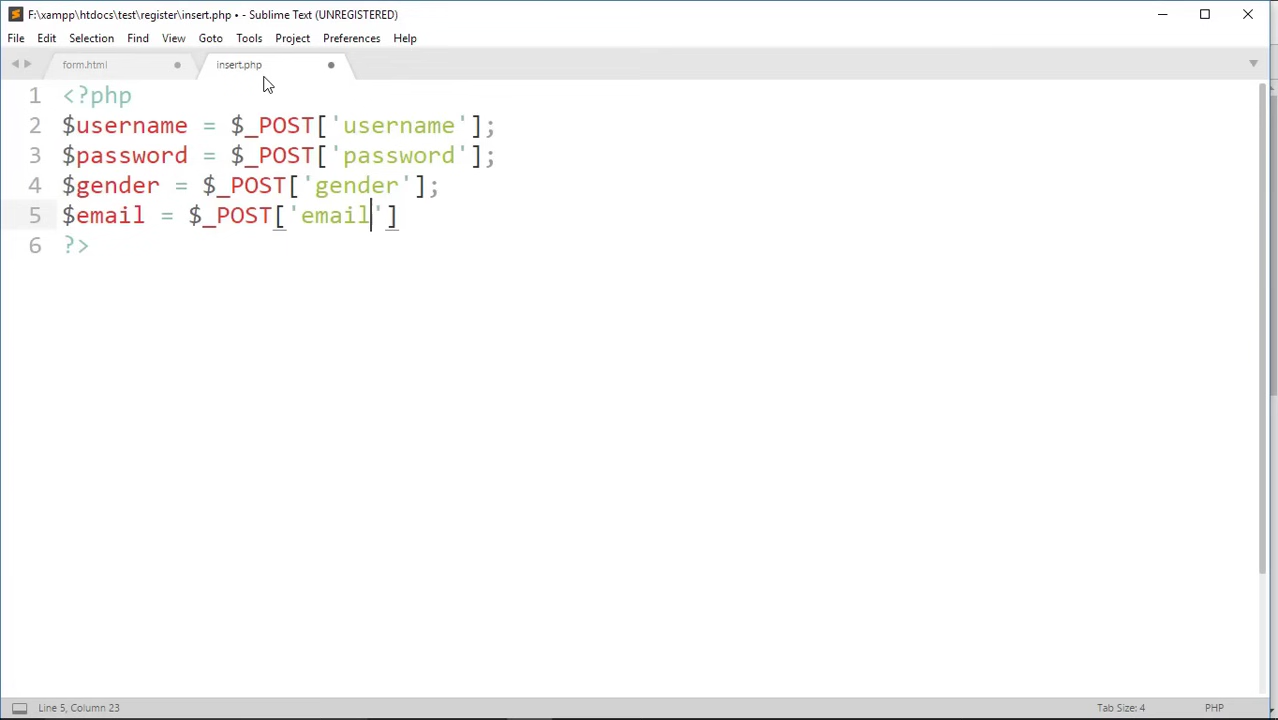 F:\xampp\htdocs\test\register\insert.php • - Sublime Text (UNREGISTERED)
File Edit Selection Find View Goto Tools Project Preferences Help
form.html insert.php
1 <?php
2 $username = $_POST['username'];
3 $password = $_POST['password'];
4 $gender = $_POST['gender'];
5 $email = $_POST['email']
6 ?>
Line 5, Column 23 Tab Size: 4 PHP